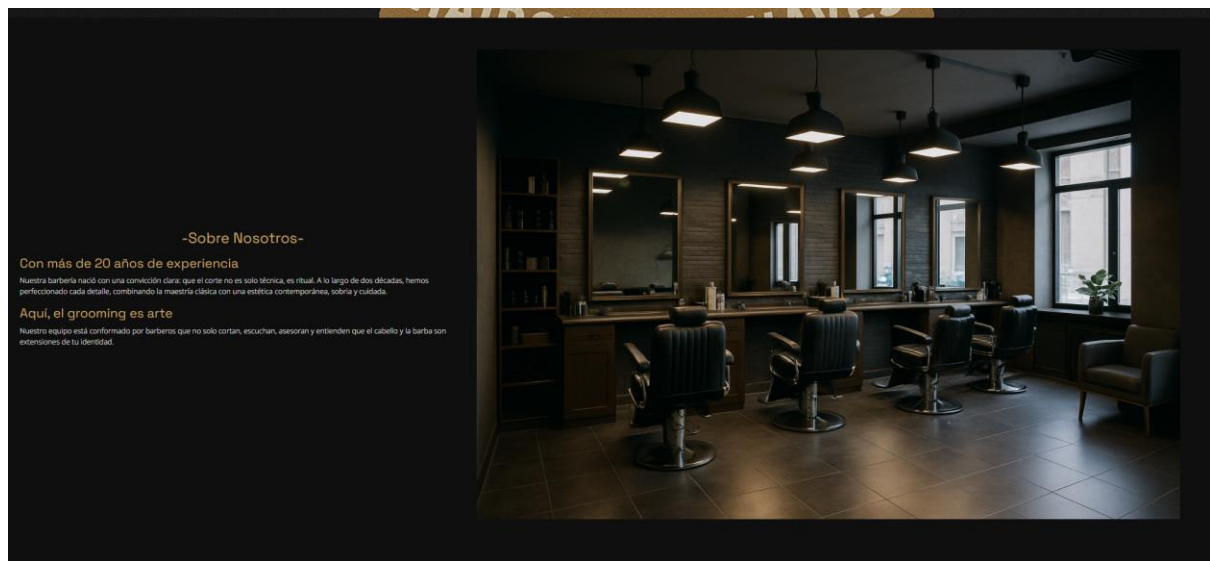 -Sobre Nosotros-
Con más de 20 años de experiencia
Nuestra barbería nació con una convicción clara: que el corte no es solo técnica, es ritual. A lo largo de dos décadas, hemos
perfeccionado cada detalle, combinando la maestría clásica con una estética contemporánea, sobria y cuidada.
Aquí, el grooming es arte
Nuestro equipo está conformado por barberos que no solo cortan, escuchan, asesoran y entienden que el cabello y la barba son
extensiones de tu identidad.